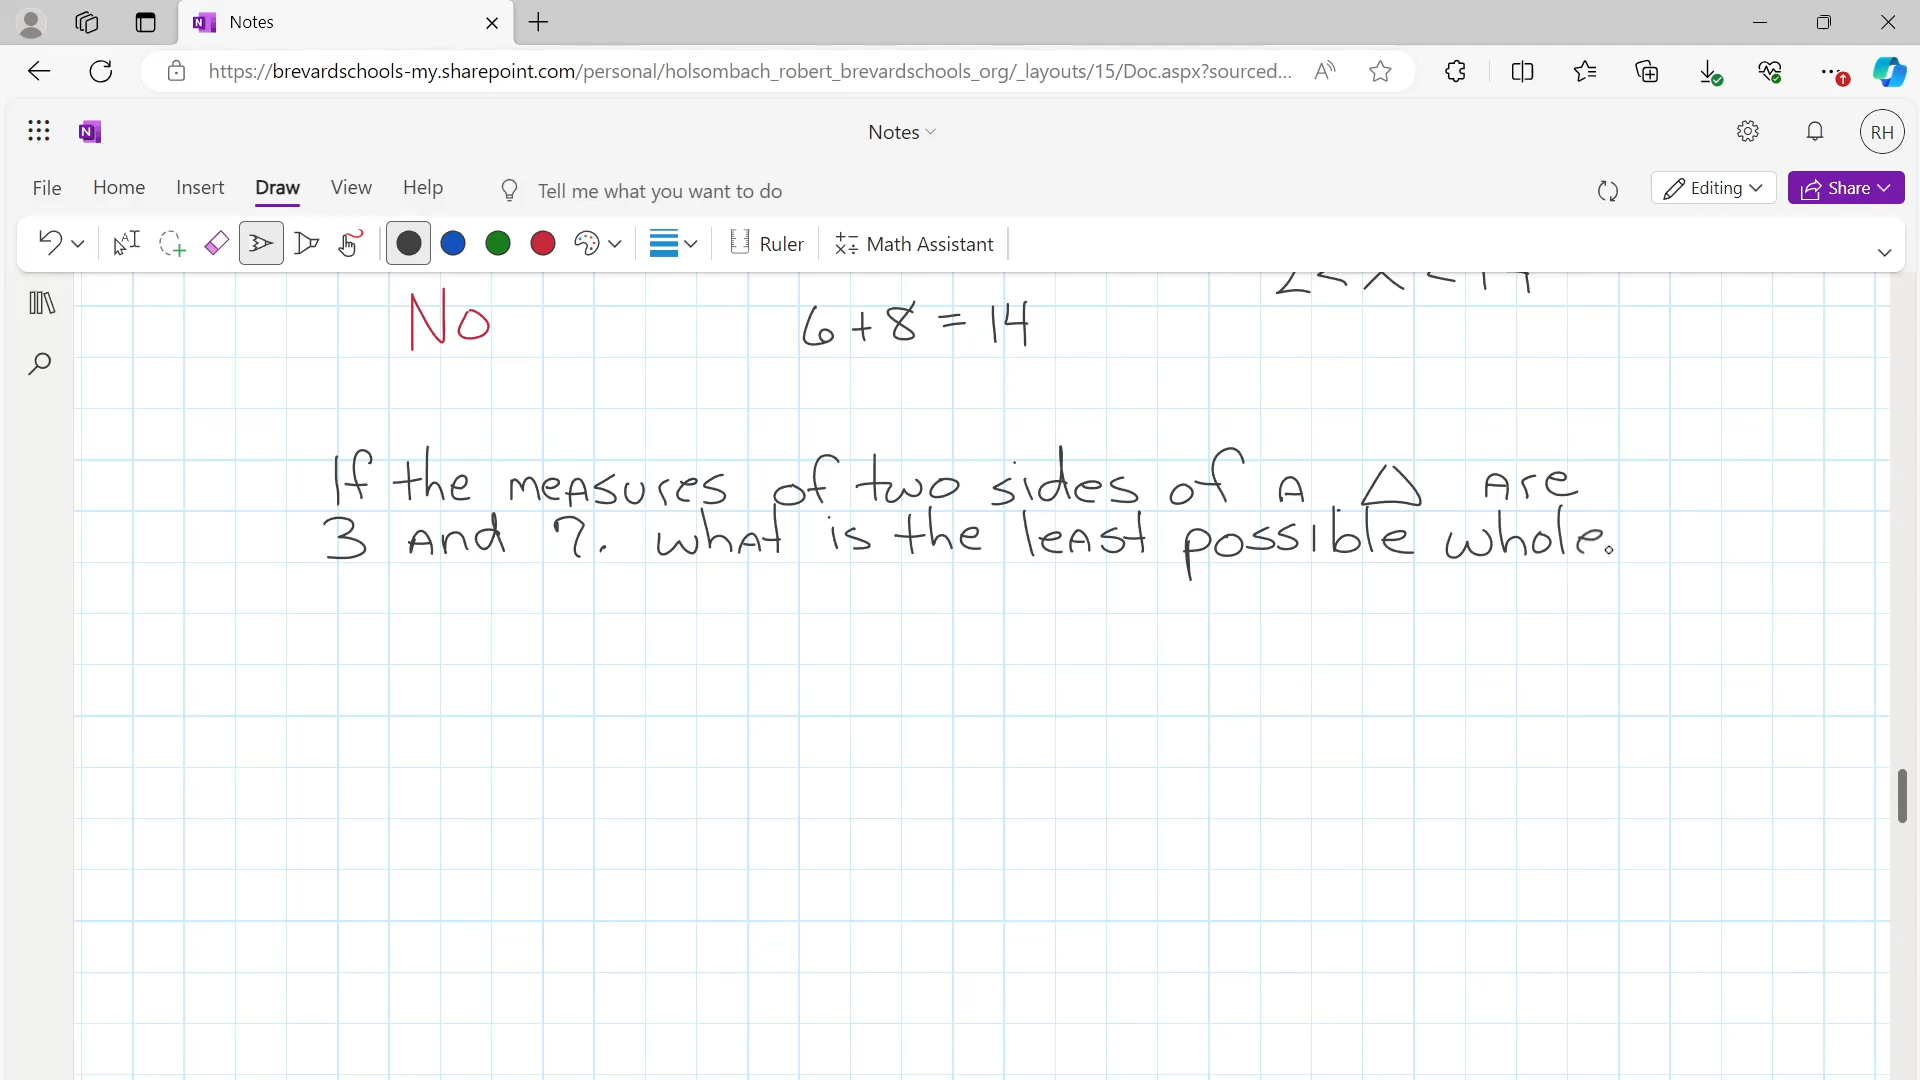 Notes
https://brevardschools-my.sharepoint.com/personal/holsombach_robert_brevardschools_org/_layouts/15/Doc.aspx?sourced...
N
Notes
RH
File Home Insert Draw View Help Tell me what you want to do
Editing
Share
Ruler
Math Assistant
2<x<14
No
6+8=14
If the measures of two sides of a △ are
3 and 7. what is the least possible whole.